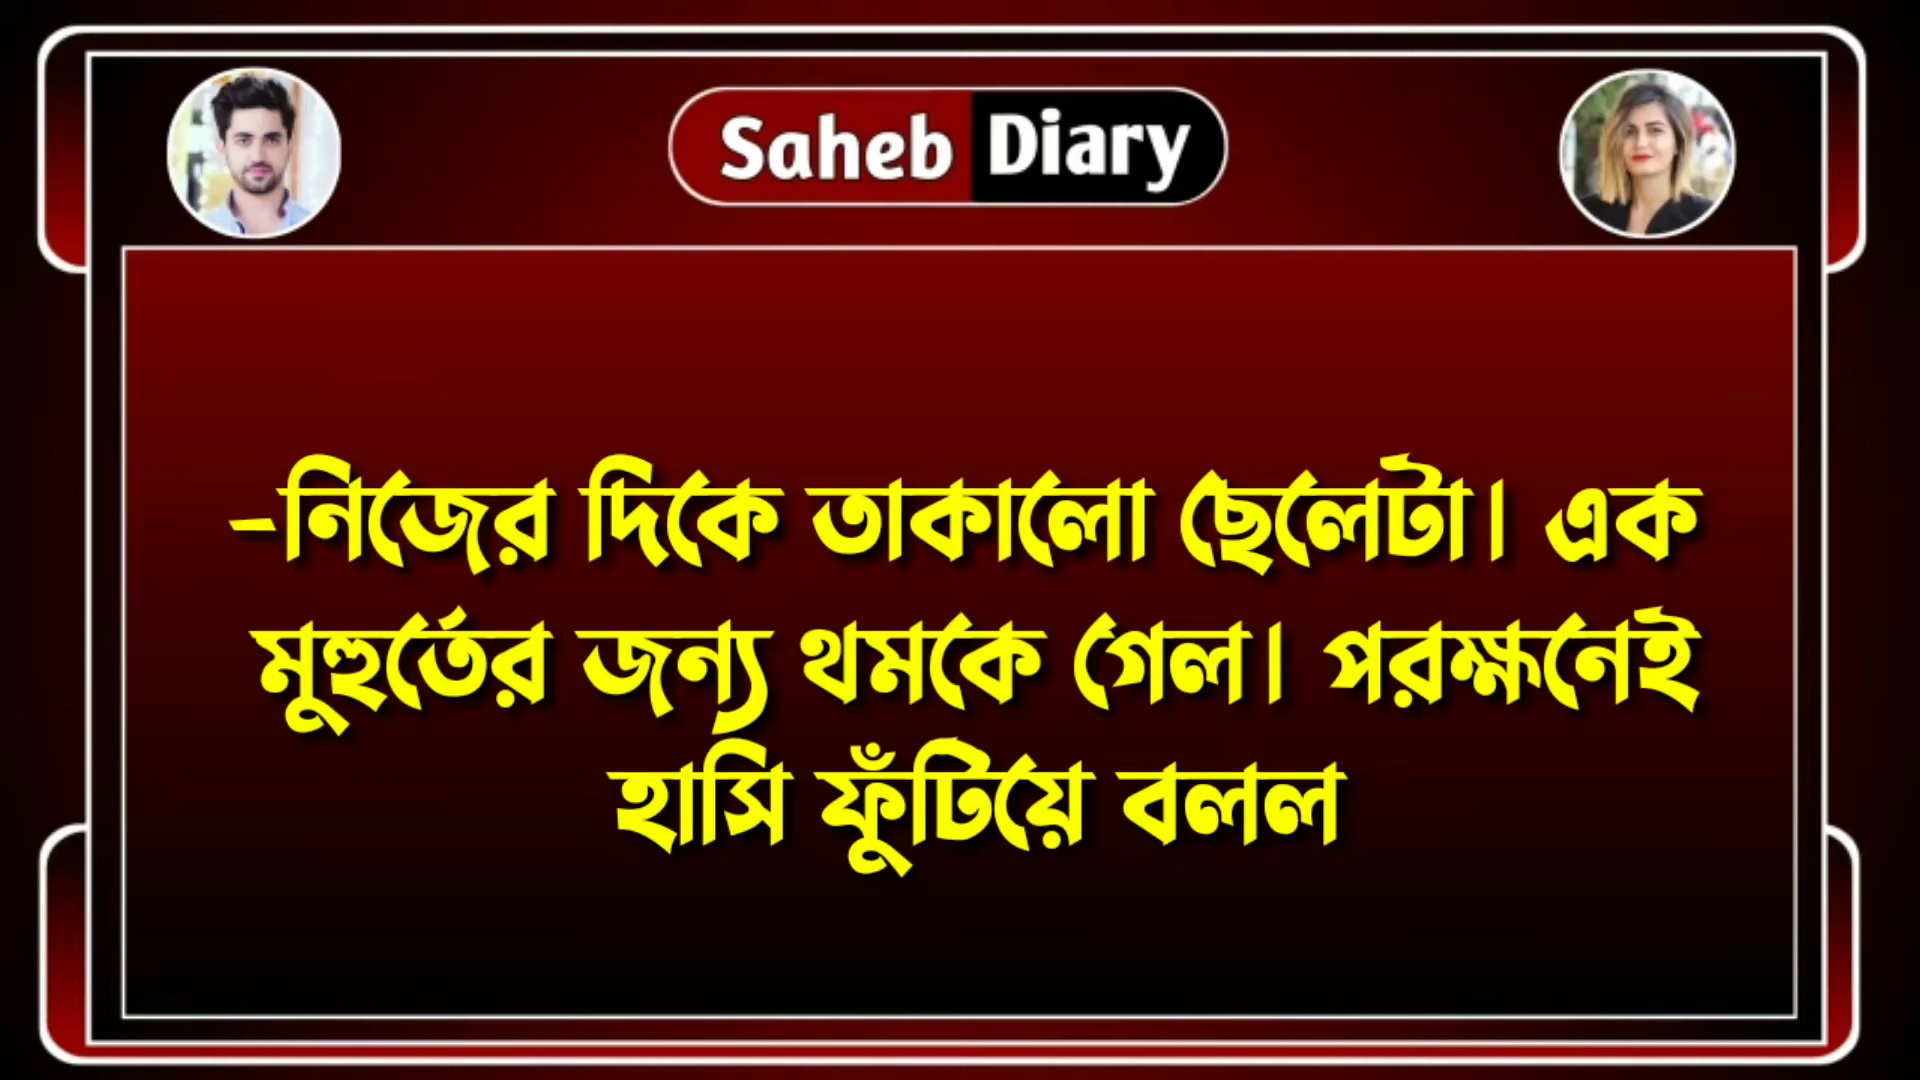 Saheb Diary
-নিজের দিকে তাকালো ছেলেটা। এক
মুহুর্তের জন্য থমকে গেল। পরক্ষনেই
হাসি ফুঁটিয়ে বলল